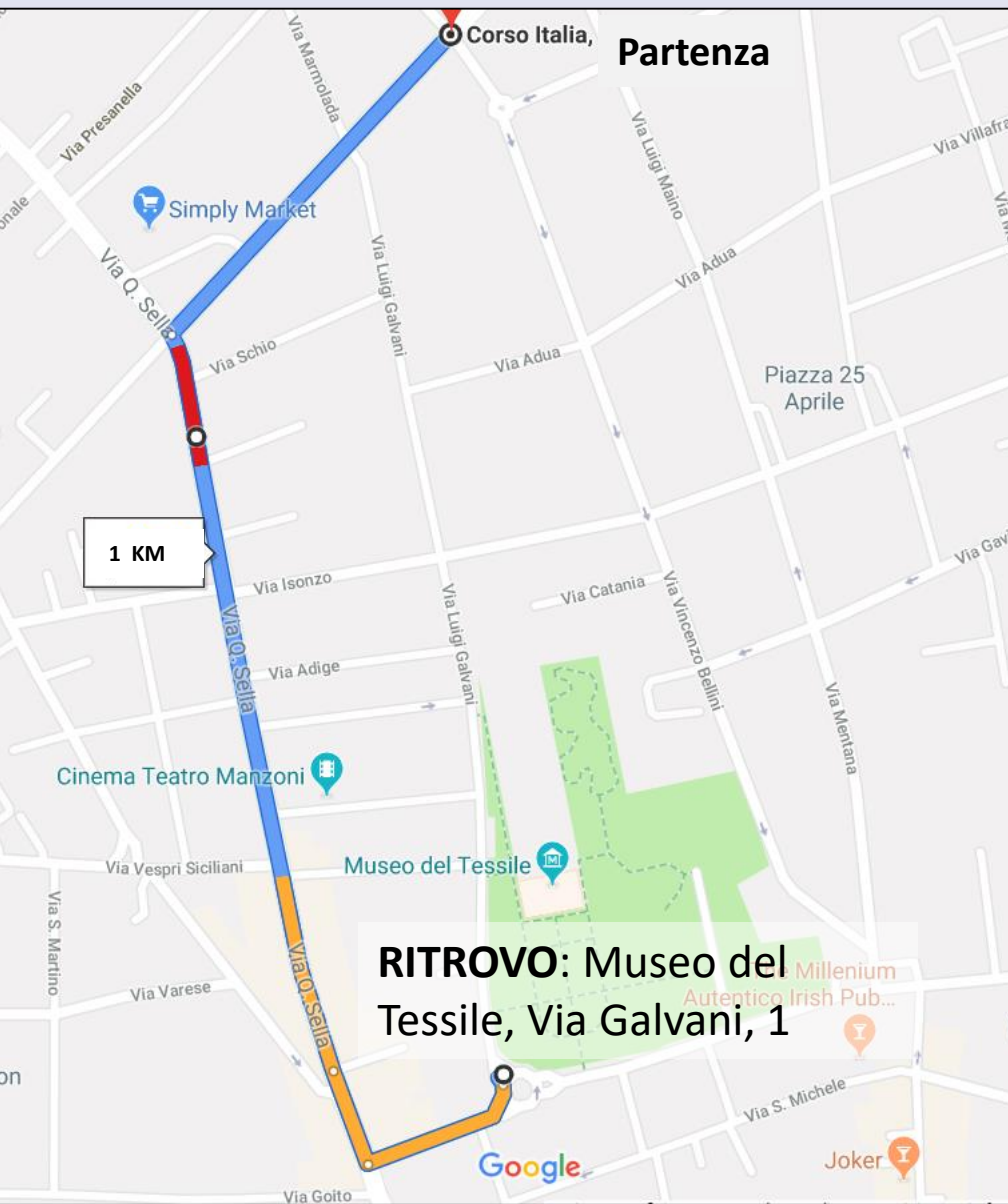 Corso Italia,
Partenza
Via Marmolada
Via Presanella
Via Luigi Maino
Simply Market
Via Q. Sella
Via Luigi Galvani
Via Adua
Via Schio
Via Adua
Piazza 25
Aprile
1 KM
Via Isonzo
Via Catania
Via Luigi Galvani
Via Vincenzo Bellini
Via Q. Sella
Via Adige
Via Mentana
Cinema Teatro Manzoni
Via Vespri Siciliani
Museo del Tessile
Via S. Martino
Via Q. Sella
RITROVO: Museo del
Tessile, Via Galvani, 1
Millenium
Autentico Irish Pub...
Via Varese
Via S. Michele
Google
Joker
Via Goito